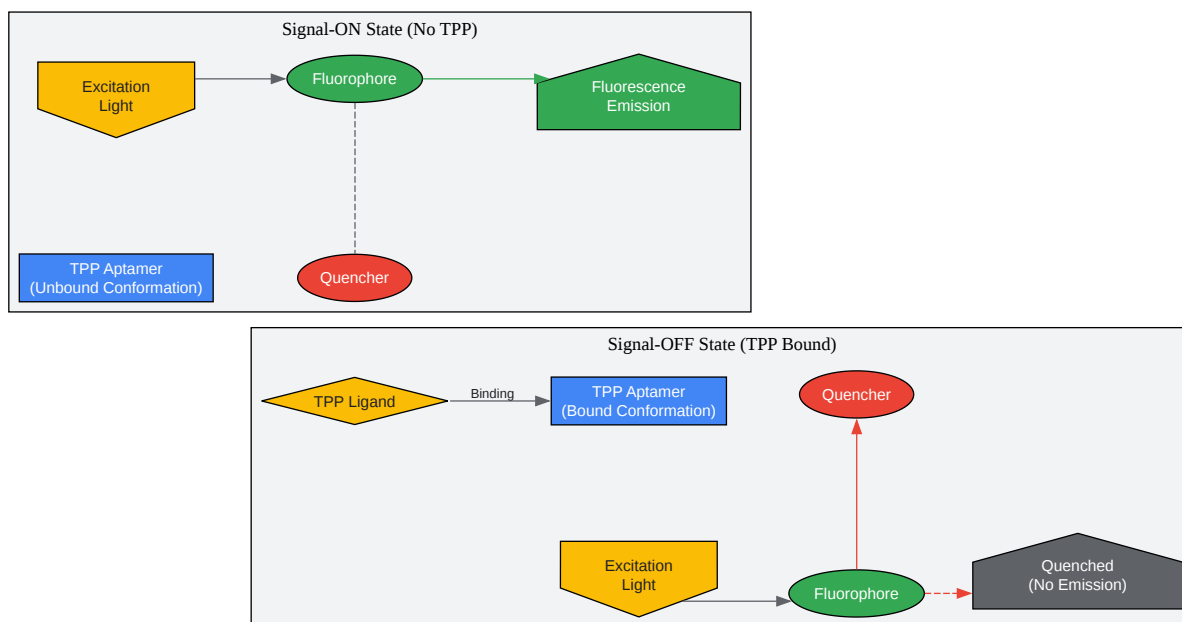 Signal-ON State (No TPP)
Excitation
Light
Fluorophore
Fluorescence
Emission
TPP Aptamer
(Unbound Conformation)
Quencher
Signal-OFF State (TPP Bound)
TPP Ligand
Binding
TPP Aptamer
(Bound Conformation)
Quencher
Excitation
Light
Fluorophore
Quenched
(No Emission)